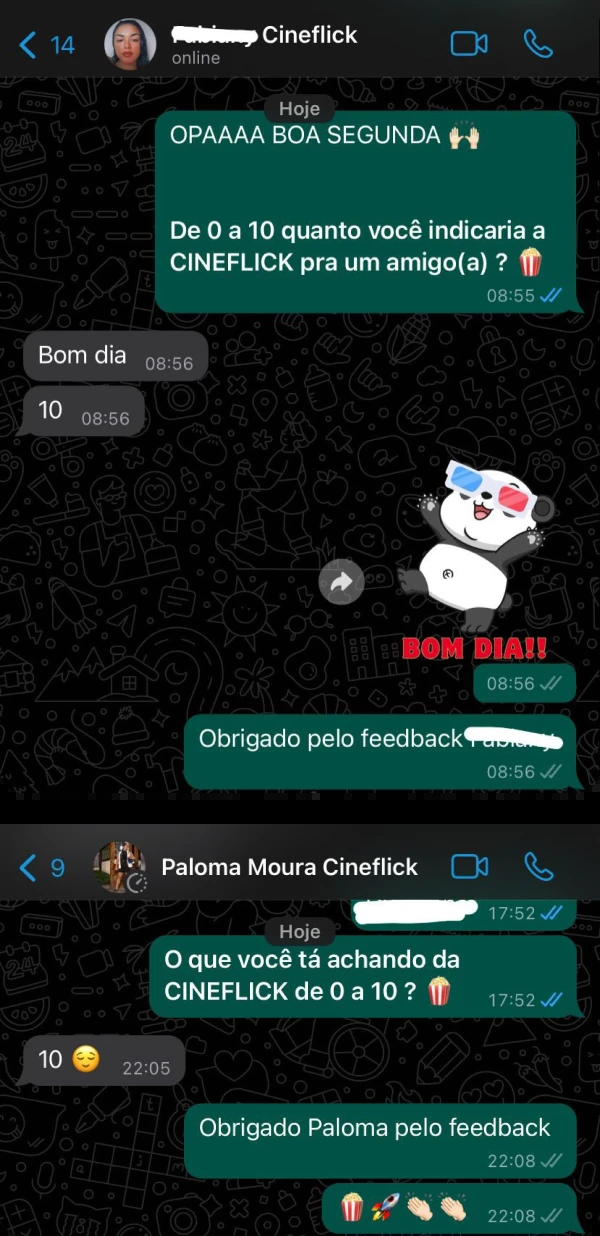 14
Cineflick
online
Hoje
OPAAAA BOA SEGUNDA 🙌🏻
De 0 a 10 quanto você indicaria a
CINEFLICK pra um amigo(a) ? 🍿
08:55
Bom dia 08:56
10 08:56
BOM DIA!!
08:56
Obrigado pelo feedback
08:56
9
Paloma Moura Cineflick
17:52
Hoje
O que você tá achando da
CINEFLICK de 0 a 10 ? 🍿 17:52
10 😌 22:05
Obrigado Paloma pelo feedback
22:08
🍿🚀👏🏻👏🏻 22:08